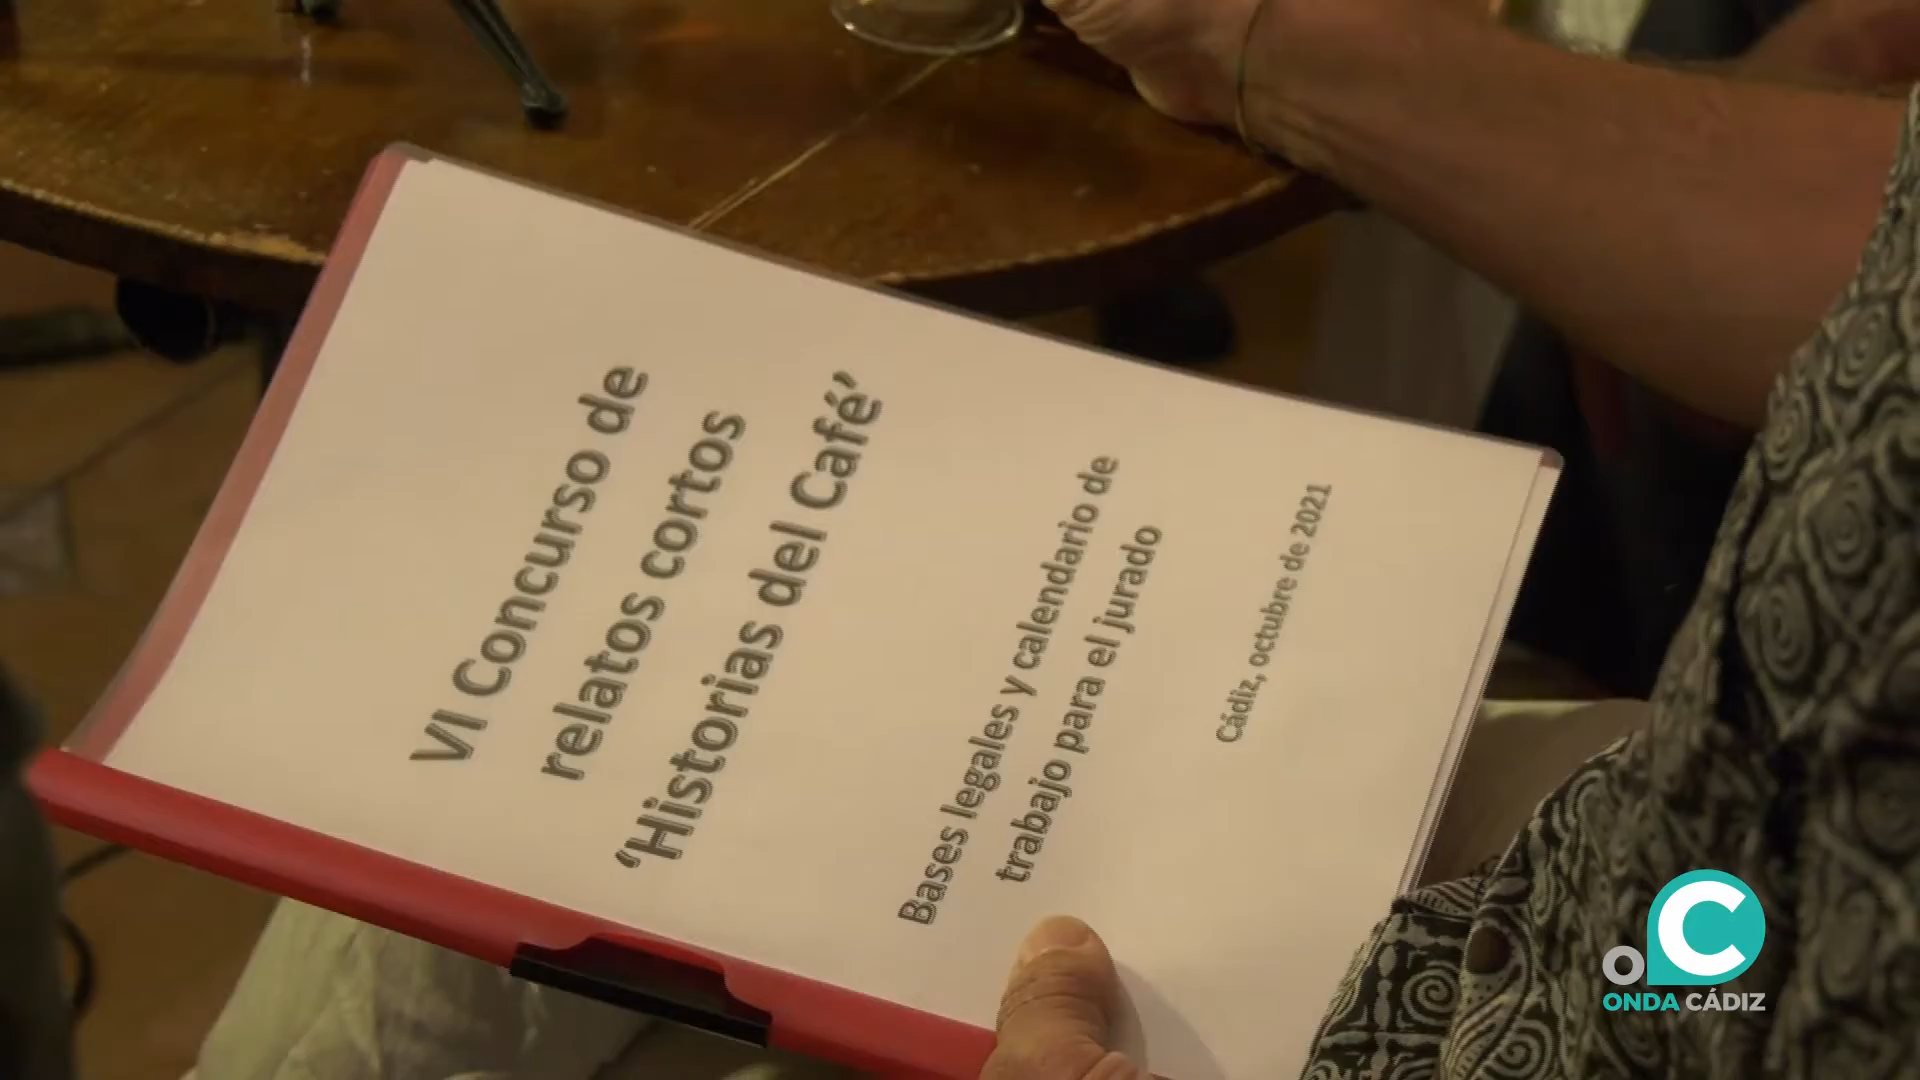 VI Concurso de
relatos cortos
‘Historias del Café’
Bases legales y calendario de
trabajo para el jurado
Cádiz, octubre de 2021
OC
ONDA CÁDIZ